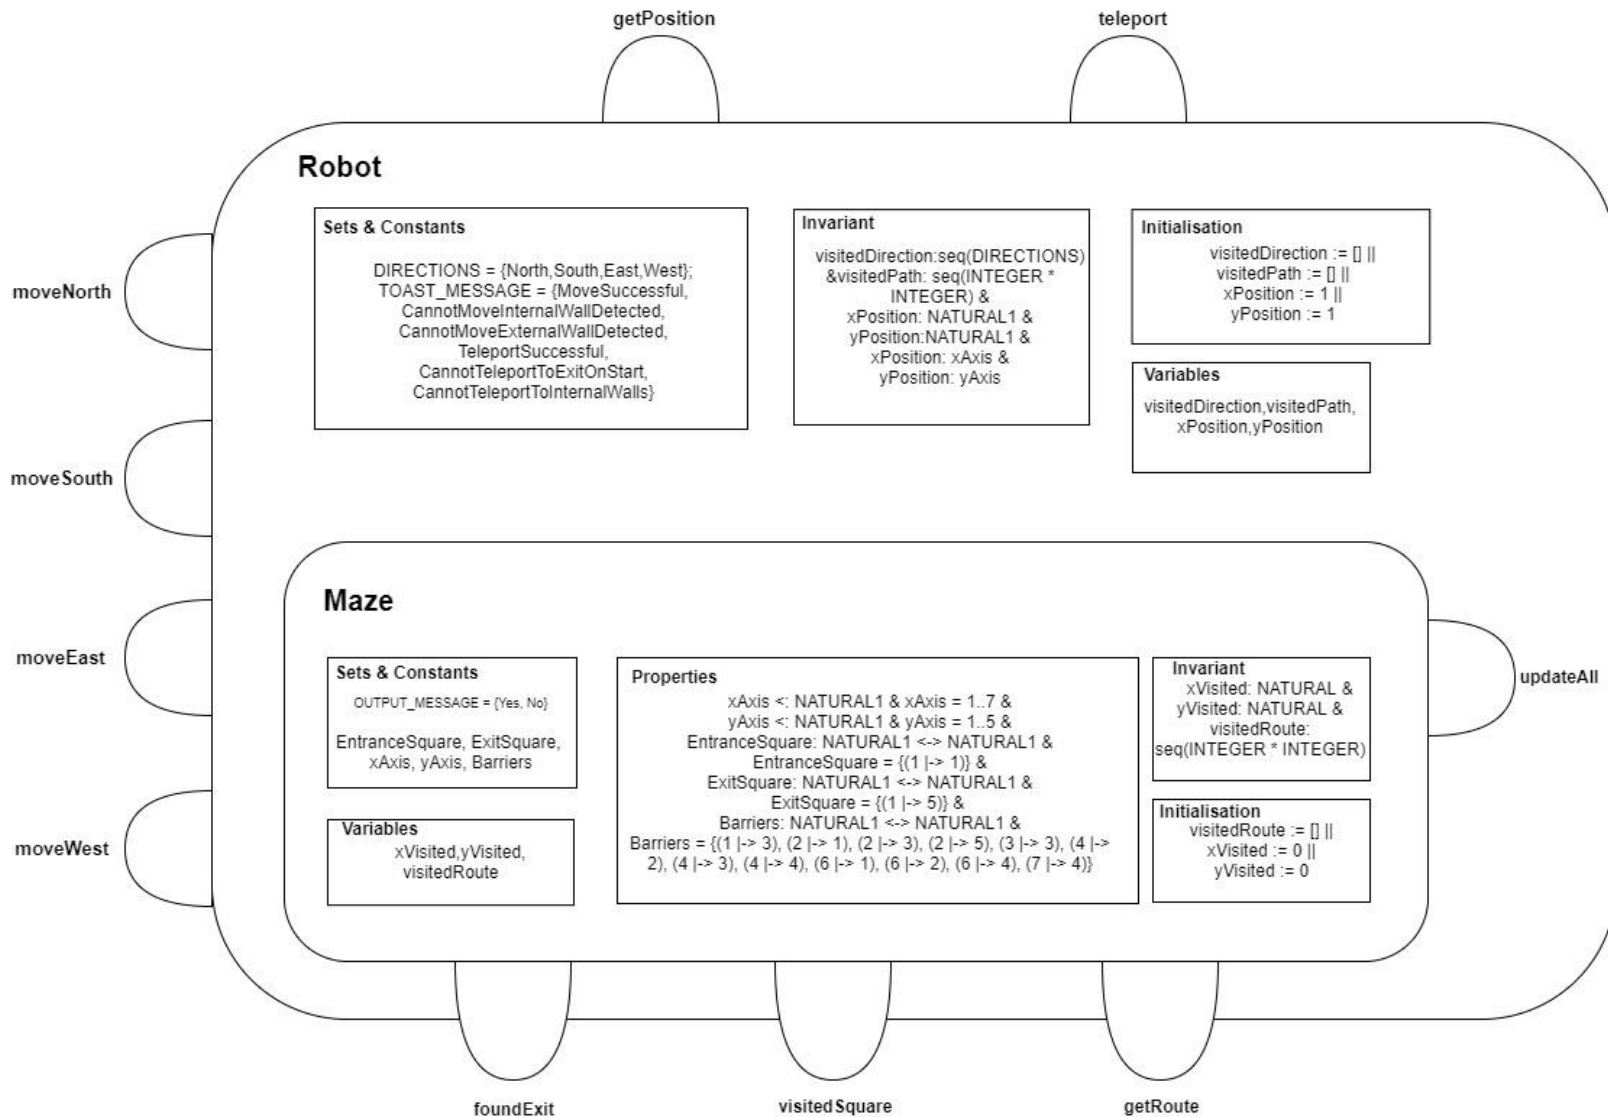 getPosition
teleport
Robot
Sets & Constants
DIRECTIONS = {North,South,East,West};
TOAST_MESSAGE = {MoveSuccessful,
CannotMoveInternalWallDetected,
CannotMoveExternalWallDetected,
TeleportSuccessful,
CannotTeleportToExitOnStart,
CannotTeleportToInternalWalls}
Invariant
visitedDirection:seq(DIRECTIONS)
&visitedPath: seq(INTEGER *
INTEGER) &
xPosition: NATURAL1 &
yPosition:NATURAL1 &
xPosition: xAxis &
yPosition: yAxis
Initialisation
visitedDirection := [] ||
visitedPath := [] ||
xPosition := 1 ||
yPosition := 1
Variables
visitedDirection,visitedPath,
xPosition,yPosition
moveNorth
moveSouth
moveEast
moveWest
Maze
Sets & Constants
OUTPUT_MESSAGE = {Yes, No}
EntranceSquare, ExitSquare,
xAxis, yAxis, Barriers
Variables
xVisited,yVisited,
visitedRoute
Properties
xAxis <: NATURAL1 & xAxis = 1..7 &
yAxis <: NATURAL1 & yAxis = 1..5 &
EntranceSquare: NATURAL1 <-> NATURAL1 &
EntranceSquare = {(1 |-> 1)} &
ExitSquare: NATURAL1 <-> NATURAL1 &
ExitSquare = {(1 |-> 5)} &
Barriers: NATURAL1 <-> NATURAL1 &
Barriers = {(1 |-> 3), (2 |-> 1), (2 |-> 3), (2 |-> 5), (3 |-> 3), (4 |->
2), (4 |-> 3), (4 |-> 4), (6 |-> 1), (6 |-> 2), (6 |-> 4), (7 |-> 4)}
Invariant
xVisited: NATURAL &
yVisited: NATURAL &
visitedRoute:
seq(INTEGER * INTEGER)
Initialisation
visitedRoute := [] ||
xVisited := 0 ||
yVisited := 0
updateAll
foundExit
visitedSquare
getRoute